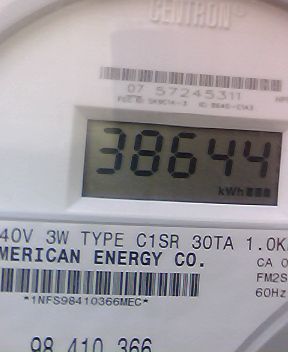 CENTRON
07 57245311
38644
kWh
40V 3W TYPE C1SR 30TA 1.0K
MERICAN ENERGY CO.
CA 0
FM2S
60Hz
*1NFS98410366MEC*
98 410 366